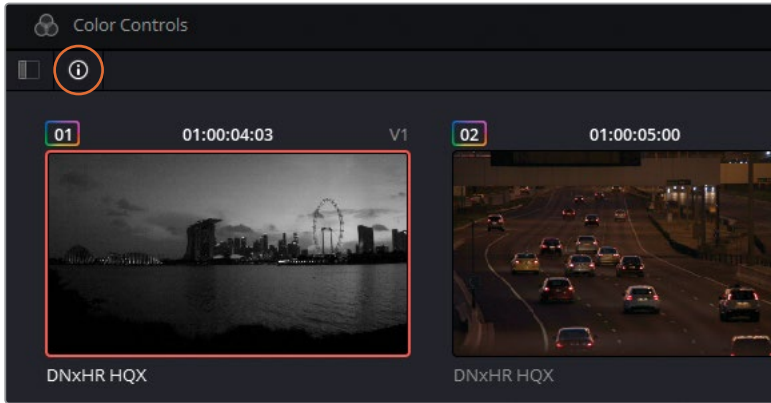 Color Controls
01 01:00:04:03 V1 02 01:00:05:00
DNxHR HQX DNxHR HQX